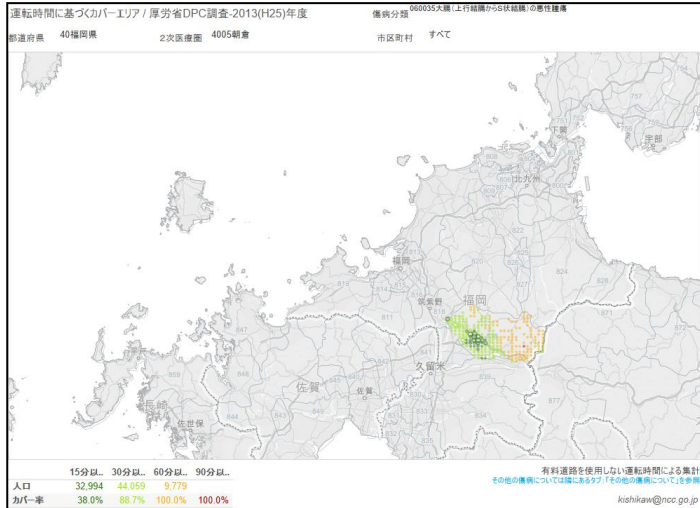 運転時間に基づくカバーエリア / 厚労省DPC調査-2013(H25)年度
傷病分類 060035大腸(上行結腸からS状結腸)の悪性腫瘍
都道府県 40福岡県 2次医療圏 4005朝倉 市区町村 すべて
下関
宇部
北九州
福岡
筑紫野
福岡
久留米
佐賀
佐賀
長崎
佐世保
15分以.. 30分以.. 60分以.. 90分以..
人口 32,994 44,059 9,779
カバー率 38.0% 88.7% 100.0% 100.0%
有料道路を使用しない運転時間による集計
その他の傷病については隣にあるタブ:「その他の傷病について」を参照
kishikaw@ncc.go.jp